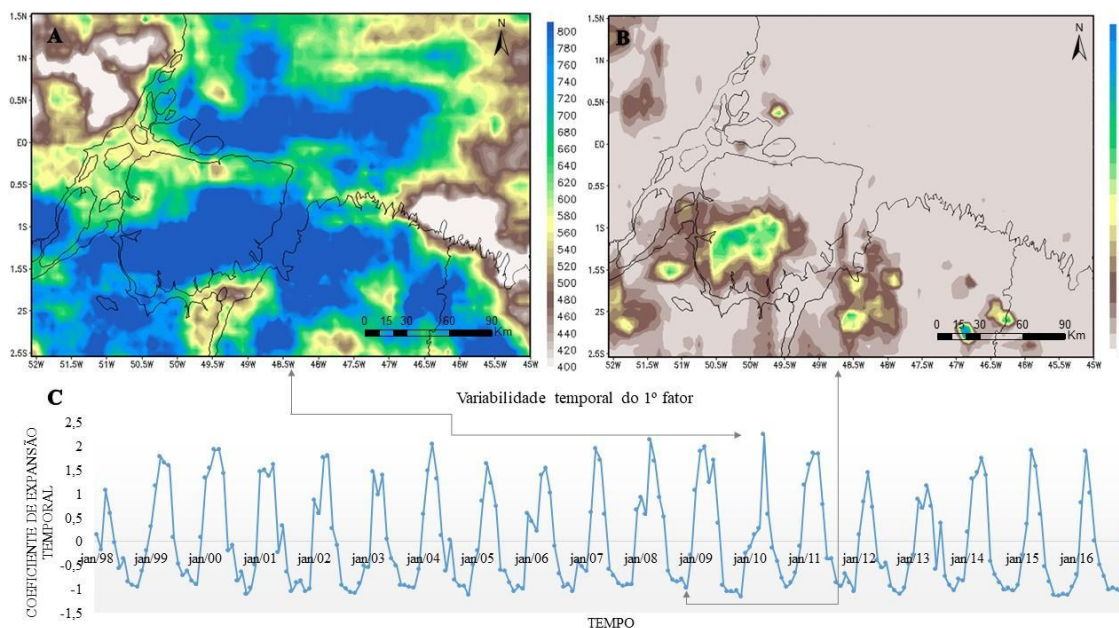 A
N
1.5N
1N
0.5N
EQ
0.5S
1S
1.5S
2S
2.5S
52W 51.5W 51W 50.5W 50W 49.5W 49W 48.5W 48W 47.5W 47W 46.5W 46W 45.5W 45W
0 15 30 60 90
Km
800
780
760
740
720
700
680
660
640
620
600
580
560
540
520
500
480
460
440
420
400
B
N
1.5N
1N
0.5N
EQ
0.5S
1S
1.5S
2S
2.5S
52W 51.5W 51W 50.5W 50W 49.5W 49W 48.5W 48W 47.5W 47W 46.5W 46W 45.5W 45W
0 15 30 60 90
Km
C
Variabilidade temporal do 1º fator
COEFICIENTE DE EXPANSÃO
TEMPORAL
2,5
2
1,5
1
0,5
0
-0,5
-1
-1,5
jan/98 jan/99 jan/00 jan/01 jan/02 jan/03 jan/04 jan/05 jan/06 jan/07 jan/08 jan/09 jan/10 jan/11 jan/12 jan/13 jan/14 jan/15 jan/16
TEMPO